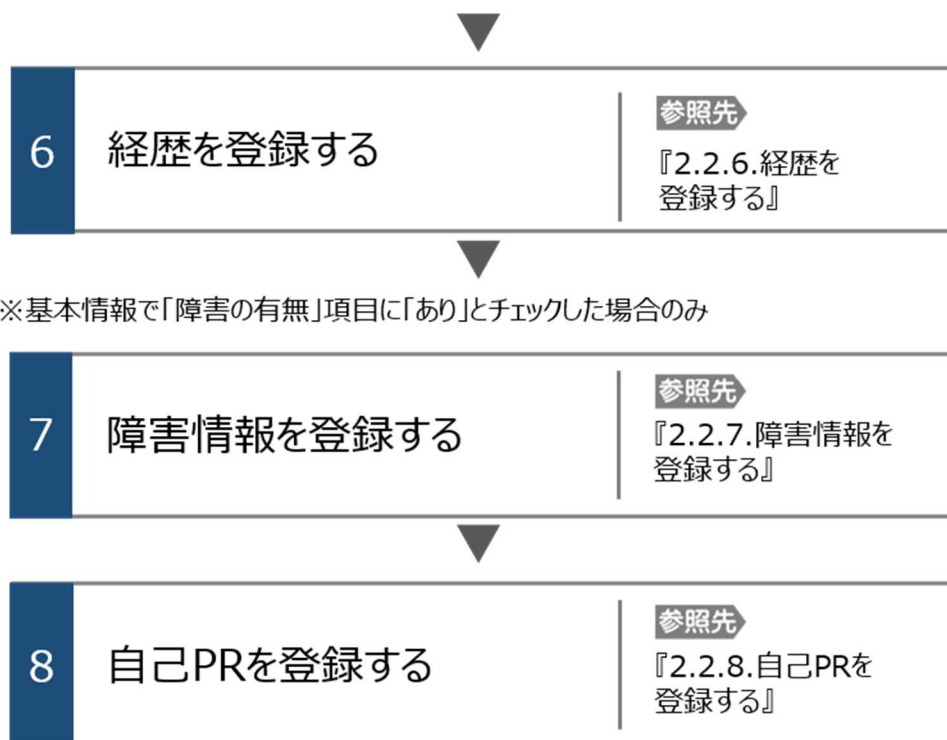 6
経歴を登録する
参照先
『2.2.6.経歴を
登録する』
※基本情報で「障害の有無」項目に「あり」とチェックした場合のみ
7
障害情報を登録する
参照先
『2.2.7.障害情報を
登録する』
8
自己PRを登録する
参照先
『2.2.8.自己PRを
登録する』